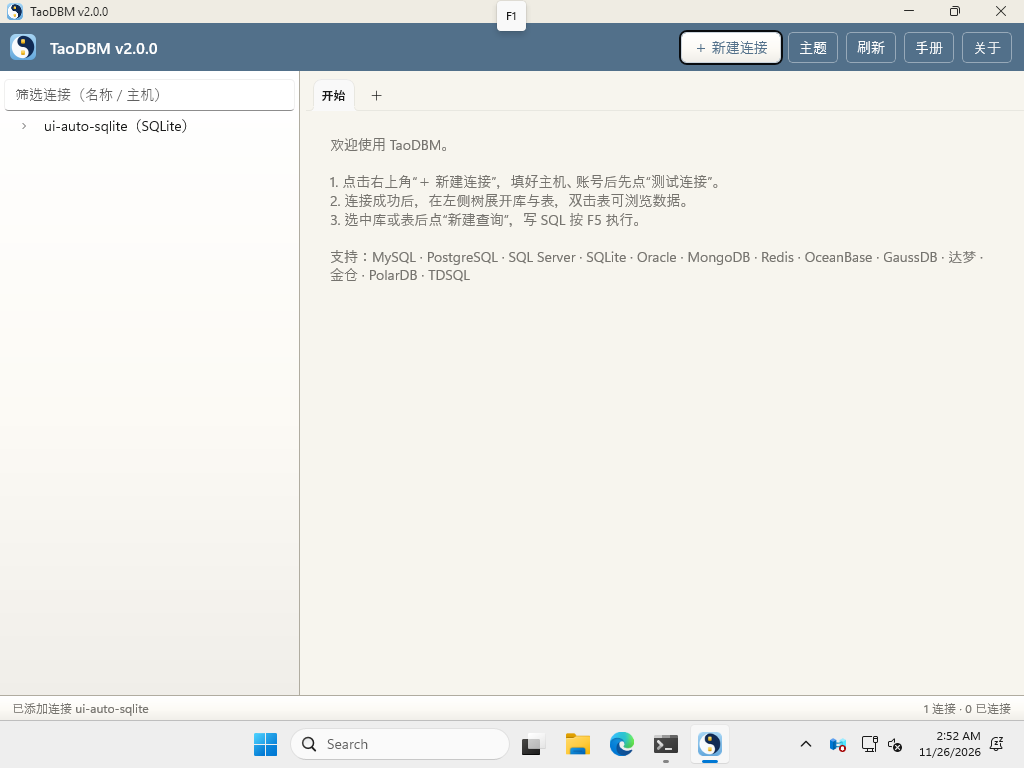 TaoDBM v2.0.0
F1
TaoDBM v2.0.0
＋ 新建连接 主题 刷新 手册 关于
筛选连接（名称 / 主机）
开始 ＋
ui-auto-sqlite（SQLite）
欢迎使用 TaoDBM。
1. 点击右上角“＋ 新建连接”，填好主机、账号后先点“测试连接”。
2. 连接成功后，在左侧树展开库与表，双击表可浏览数据。
3. 选中库或表后点“新建查询”，写 SQL 按 F5 执行。
支持：MySQL · PostgreSQL · SQL Server · SQLite · Oracle · MongoDB · Redis · OceanBase · GaussDB · 达梦 ·
金仓 · PolarDB · TDSQL
已添加连接 ui-auto-sqlite
1 连接 · 0 已连接
Search
2:52 AM
11/26/2026